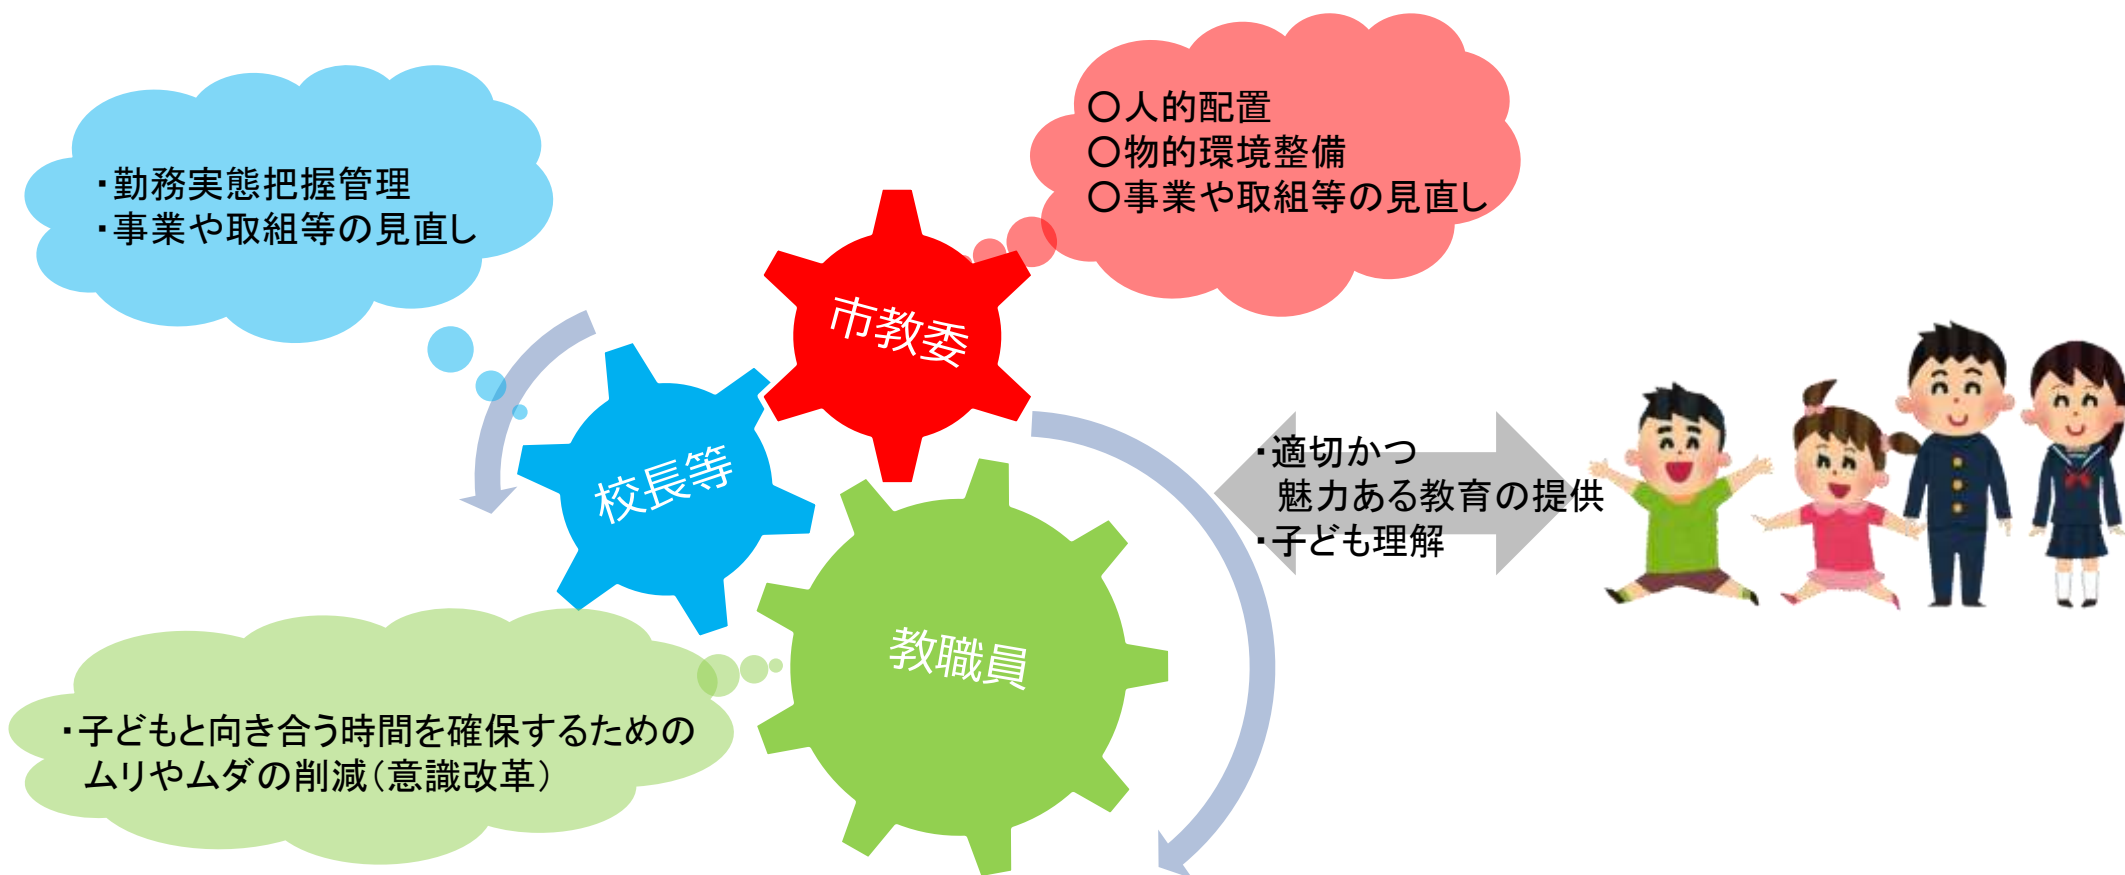 ・勤務実態把握管理
・事業や取組等の見直し
○人的配置
○物的環境整備
○事業や取組等の見直し
市教委
校長等
教職員
・適切かつ
魅力ある教育の提供
・子ども理解
・子どもと向き合う時間を確保するための
ムリやムダの削減（意識改革）